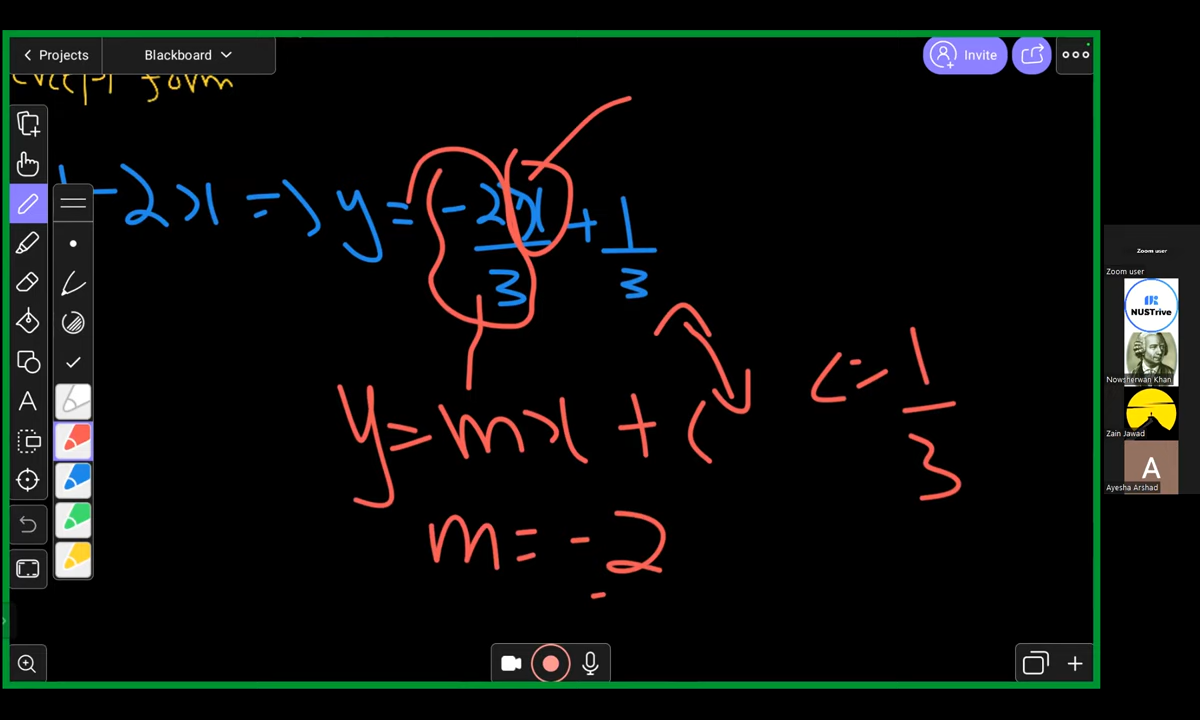 Projects
Blackboard
Invite
form
- 2x => y = -2x/3 + 1/3
y = mx + c
c = 1/3
m = -2
-
A
Zoom user
Zoom user
NUSTrive
Nowsherwan Khan
Zain Jawad
A
Ayesha Arshad